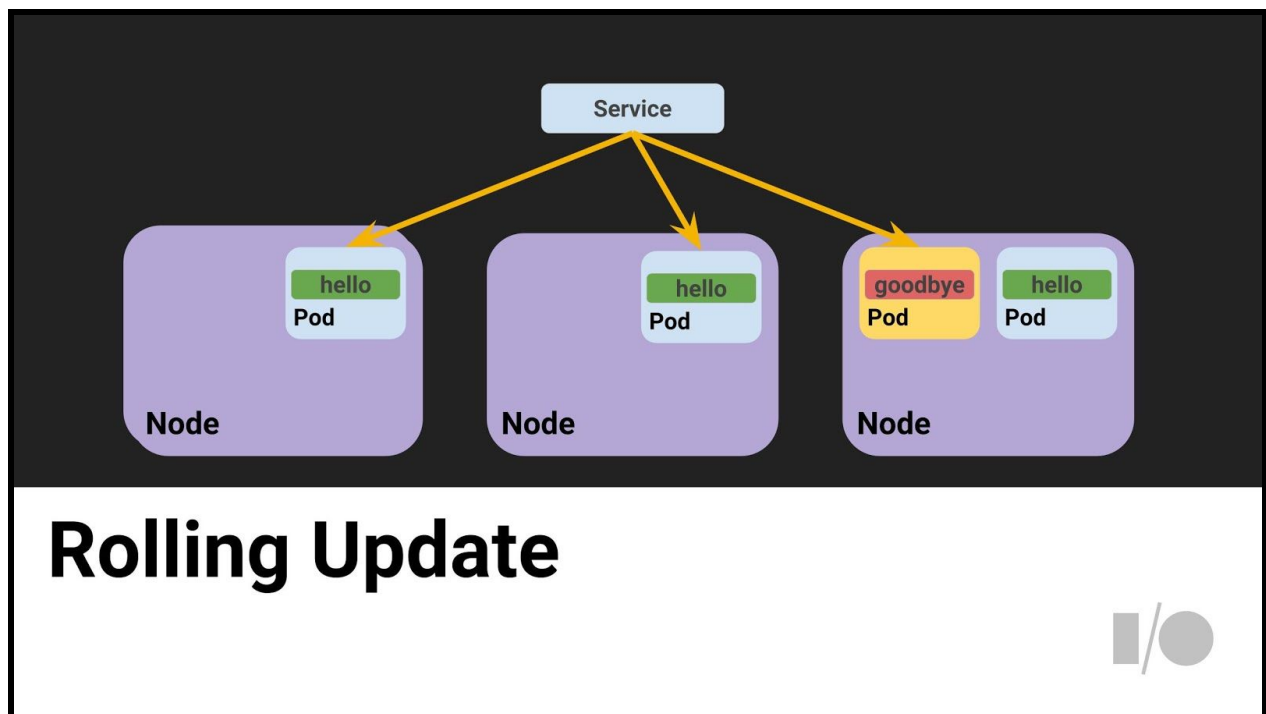 Service
hello
Pod
Node
hello
Pod
Node
goodbye
Pod
hello
Pod
Node
Rolling Update
I/O